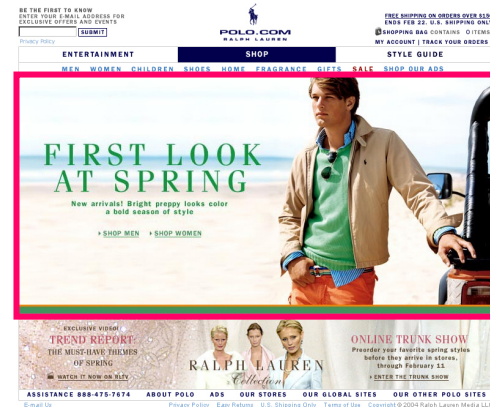 BE THE FIRST TO KNOW
ENTER YOUR E-MAIL ADDRESS FOR
EXCLUSIVE OFFERS AND EVENTS
SUBMIT
Privacy Policy
POLO.COM
RALPH LAUREN
FREE SHIPPING ON ORDERS OVER
ENDS FEB 22. U.S. SHIPPING
SHOPPING BAG CONTAINS 0 ITEMS
MY ACCOUNT | TRACK YOUR ORDERS
ENTERTAINMENT SHOP STYLE GUIDE
MEN WOMEN CHILDREN SHOES HOME FRAGRANCE GIFTS SALE SHOP OUR ADS
FIRST LOOK
AT SPRING
New arrivals! Bright preppy looks color
a bold season of style
SHOP MEN SHOP WOMEN
EXCLUSIVE VIDEO!
TREND REPORT:
THE MUST-HAVE THEMES
OF SPRING
WATCH IT NOW ON RLTV
RALPH LAUREN
Collection
ONLINE TRUNK SHOW
Preorder your favorite spring styles
before they arrive in stores,
through February 11
ENTER THE TRUNK SHOW
ASSISTANCE 888-475-7674 ABOUT POLO ADS OUR STORES OUR GLOBAL SITES OUR OTHER POLO SITES
E-mail Us Privacy Policy Easy Returns U.S. Shipping Only Terms of Use Copyright © 2004 Ralph Lauren Media